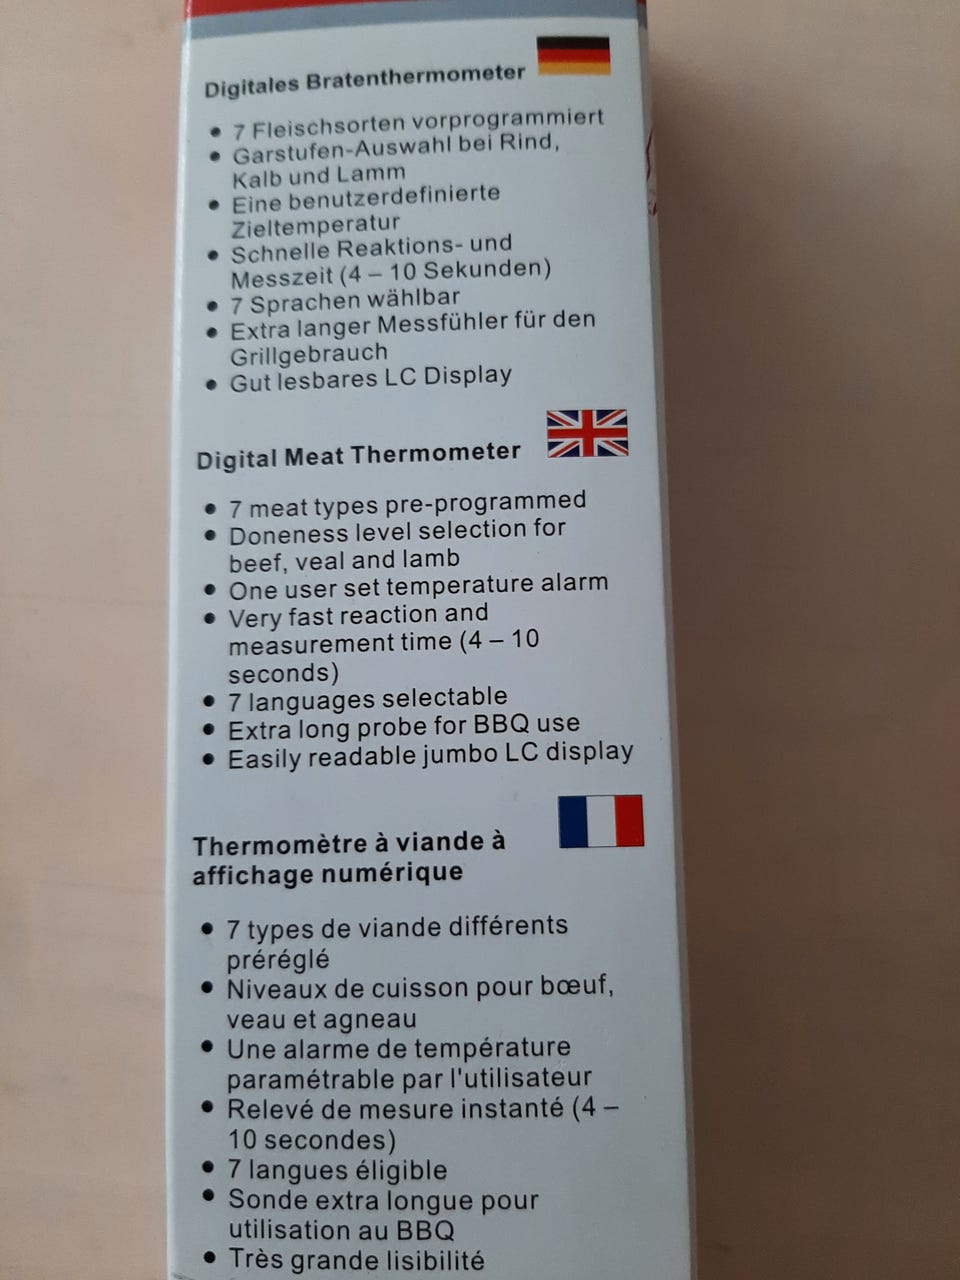 Digitales Bratenthermometer
• 7 Fleischsorten vorprogrammiert
• Garstufen-Auswahl bei Rind,
Kalb und Lamm
• Eine benutzerdefinierte
Zieltemperatur
• Schnelle Reaktions- und
Messzeit (4 – 10 Sekunden)
• 7 Sprachen wählbar
• Extra langer Messfühler für den
Grillgebrauch
• Gut lesbares LC Display
Digital Meat Thermometer
• 7 meat types pre-programmed
• Doneness level selection for
beef, veal and lamb
• One user set temperature alarm
• Very fast reaction and
measurement time (4 – 10
seconds)
• 7 languages selectable
• Extra long probe for BBQ use
• Easily readable jumbo LC display
Thermomètre à viande à
affichage numérique
• 7 types de viande différents
préréglé
• Niveaux de cuisson pour bœuf,
veau et agneau
• Une alarme de température
paramétrable par l'utilisateur
• Relevé de mesure instanté (4 –
10 secondes)
• 7 langues éligible
• Sonde extra longue pour
utilisation au BBQ
• Très grande lisibilité